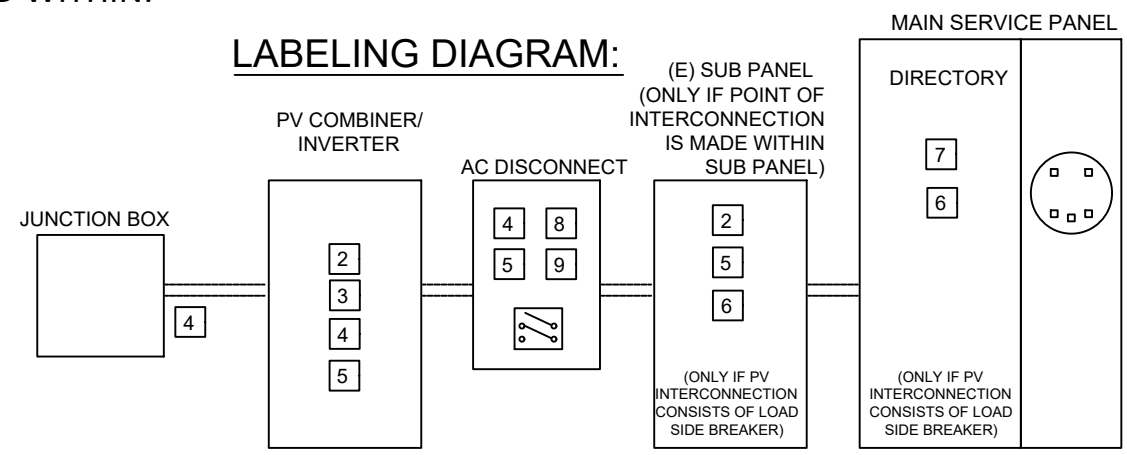 LABELING DIAGRAM:
JUNCTION BOX
4
PV COMBINER/
INVERTER
2
3
4
5
AC DISCONNECT
4 8
5 9
(E) SUB PANEL
(ONLY IF POINT OF
INTERCONNECTION
IS MADE WITHIN
SUB PANEL)
2
5
6
(ONLY IF PV
INTERCONNECTION
CONSISTS OF LOAD
SIDE BREAKER)
MAIN SERVICE PANEL
DIRECTORY
7
6
(ONLY IF PV
INTERCONNECTION
CONSISTS OF LOAD
SIDE BREAKER)